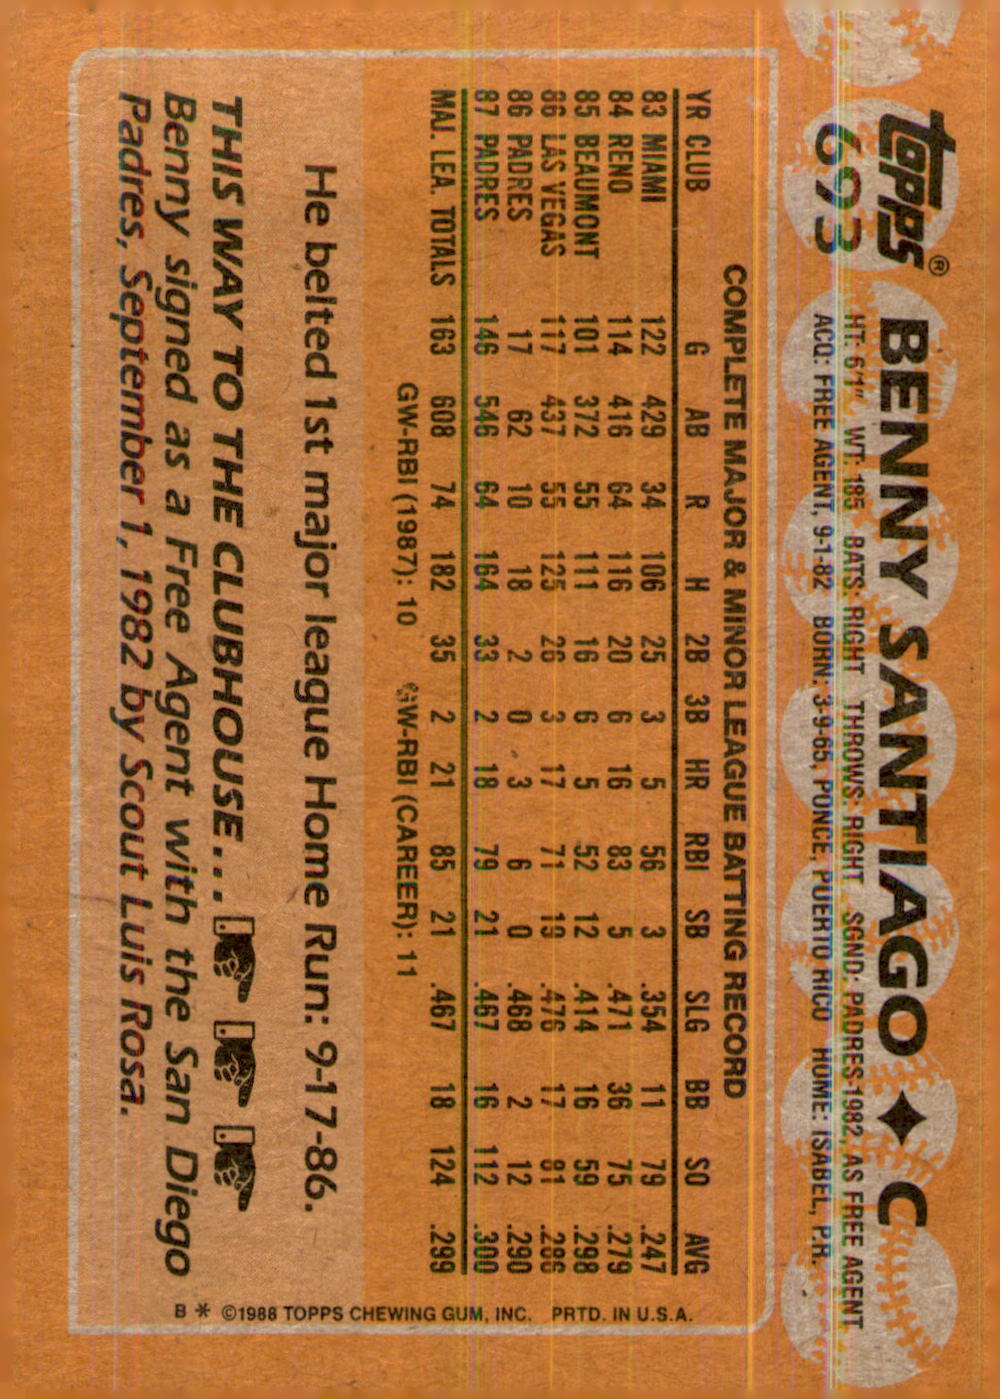 topps® BENNY SANTIAGO ♦ C
693 HT: 6'1" WT: 185 BATS: RIGHT THROWS: RIGHT SGND: PADRES-1982, AS FREE AGENT
ACQ: FREE AGENT, 9-1-82 BORN: 3-9-65, PONCE, PUERTO RICO HOME: ISABEL, P.R.
COMPLETE MAJOR & MINOR LEAGUE BATTING RECORD
YR CLUB G AB R H 2B 3B HR RBI SB SLG BB SO AVG
83 MIAMI 122 429 34 106 25 3 5 56 3 .354 11 79 .247
84 RENO 114 416 64 116 20 6 16 83 5 .471 36 75 .279
85 BEAUMONT 101 372 55 111 16 6 5 52 12 .414 16 59 .298
86 LAS VEGAS 117 437 55 125 26 3 17 71 19 .476 17 81 .286
86 PADRES 17 62 10 18 2 0 3 6 0 .468 2 12 .290
87 PADRES 146 546 64 164 33 2 18 79 21 .467 16 112 .300
MAJ. LEA. TOTALS 163 608 74 182 35 2 21 85 21 .467 18 124 .299
GW-RBI (1987): 10 GW-RBI (CAREER): 11
He belted 1st major league Home Run: 9-17-86.
THIS WAY TO THE CLUBHOUSE...
Benny signed as a Free Agent with the San Diego
Padres, September 1, 1982 by Scout Luis Rosa.
B * ©1988 TOPPS CHEWING GUM, INC. PRTD. IN U.S.A.